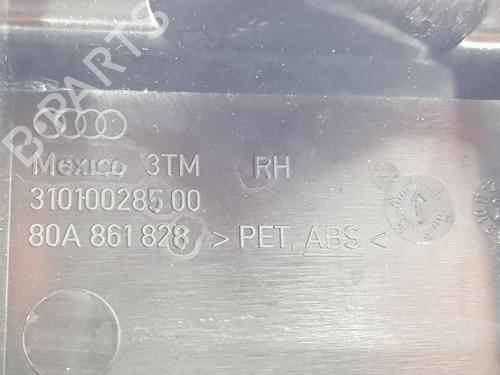 B-PARTS
Mexico 3TM RH
310100285 00
80A 861 828 > PET, ABS <